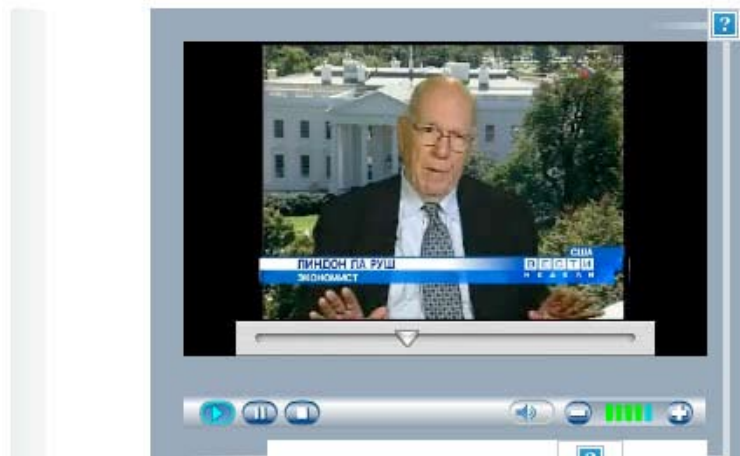 ?
США
ЛИНДОН ЛА РУШ
ВЕСТИ
ЭКОНОМИСТ
НЕДЕЛИ
?